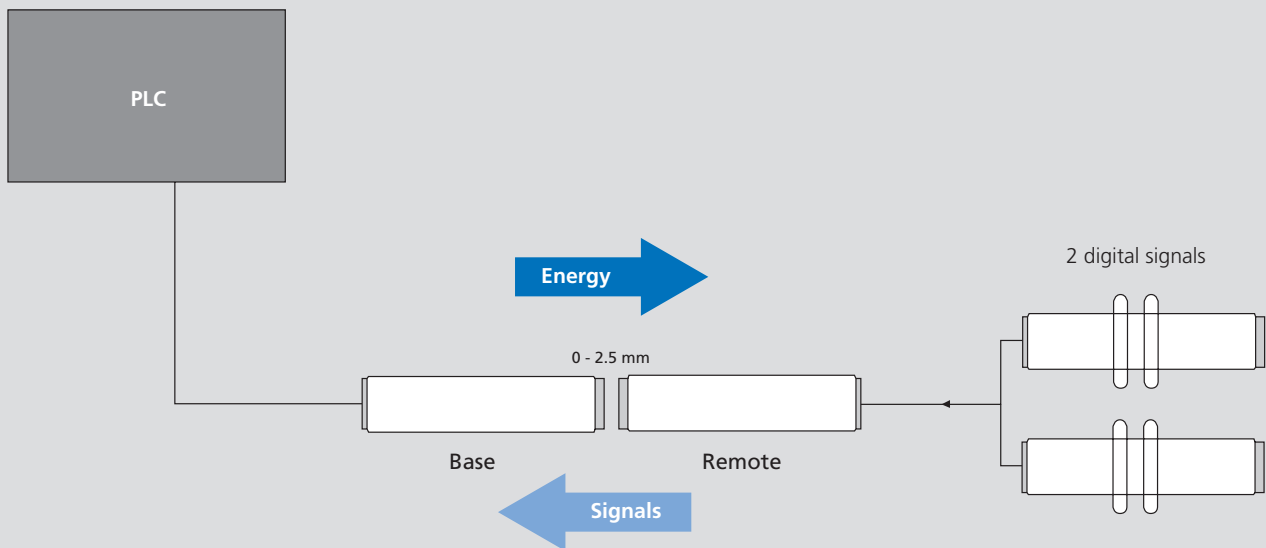 PLC
Energy
2 digital signals
0 - 2.5 mm
Base
Remote
Signals